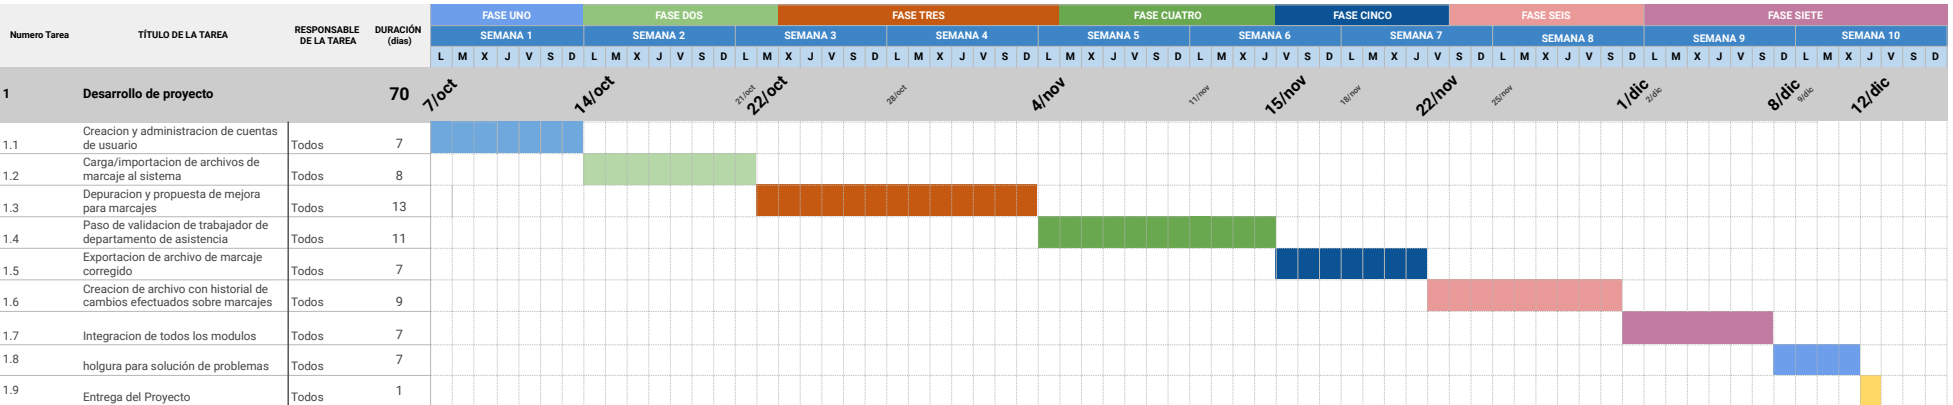 FASE UNO FASE DOS FASE TRES FASE CUATRO FASE CINCO FASE SEIS FASE SIETE
Numero Tarea TÍTULO DE LA TAREA RESPONSABLE DE LA TAREA DURACIÓN (dias) SEMANA 1 SEMANA 2 SEMANA 3 SEMANA 4 SEMANA 5 SEMANA 6 SEMANA 7 SEMANA 8 SEMANA 9 SEMANA 10
L M X J V S D L M X J V S D L M X J V S D L M X J V S D L M X J V S D L M X J V S D L M X J V S D L M X J V S D L M X J V S D L M X J V S D
1 Desarrollo de proyecto 70 7/oct 14/oct 21/oct 22/oct 28/oct 4/nov 11/nov 15/nov 18/nov 22/nov 25/nov 1/dic 2/dic 8/dic 9/dic 12/dic
1.1 Creacion y administracion de cuentas
de usuario Todos 7
1.2 Carga/importacion de archivos de
marcaje al sistema Todos 8
1.3 Depuracion y propuesta de mejora
para marcajes Todos 13
1.4 Paso de validacion de trabajador de
departamento de asistencia Todos 11
1.5 Exportacion de archivo de marcaje
corregido Todos 7
1.6 Creacion de archivo con historial de
cambios efectuados sobre marcajes Todos 9
1.7 Integracion de todos los modulos Todos 7
1.8 holgura para solución de problemas Todos 7
1.9 Entrega del Proyecto Todos 1